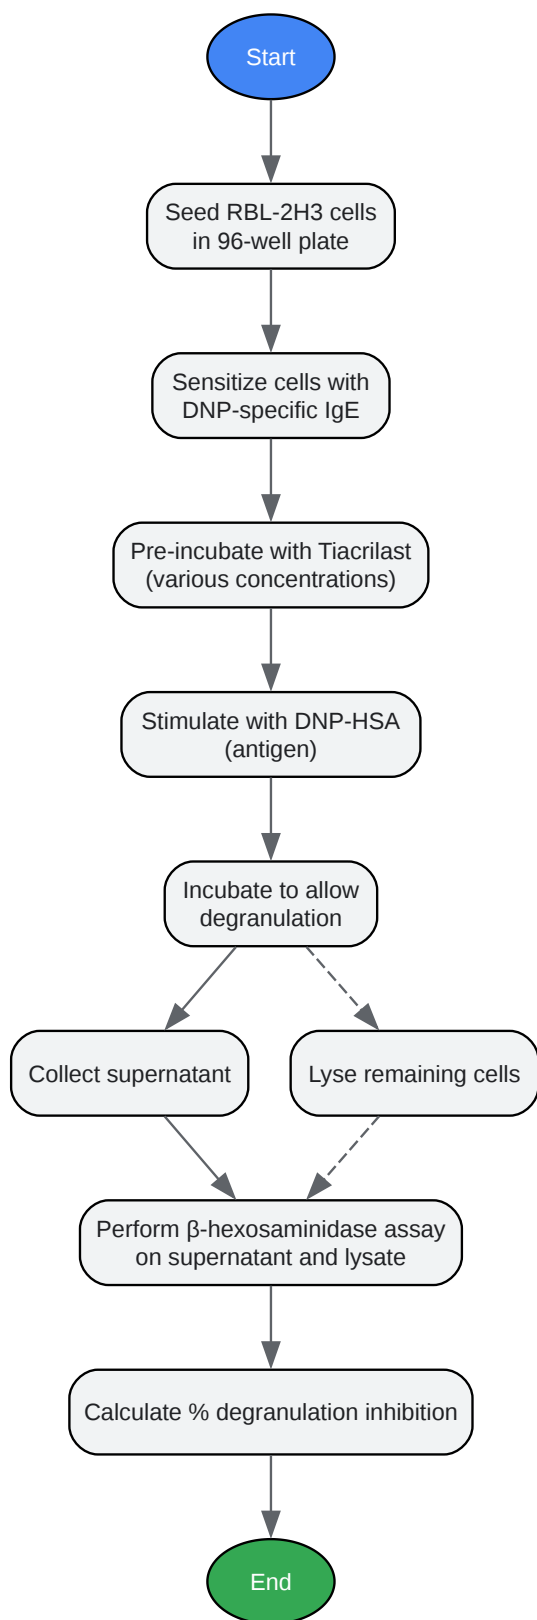 Start
Seed RBL-2H3 cells
in 96-well plate
Sensitize cells with
DNP-specific IgE
Pre-incubate with Tiacrilast
(various concentrations)
Stimulate with DNP-HSA
(antigen)
Incubate to allow
degranulation
Collect supernatant
Lyse remaining cells
Perform β-hexosaminidase assay
on supernatant and lysate
Calculate % degranulation inhibition
End